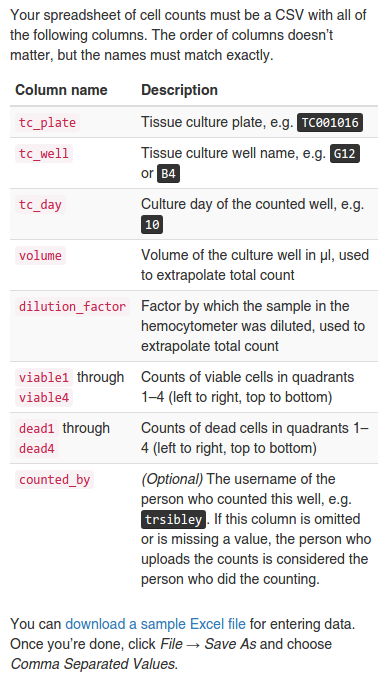 Your spreadsheet of cell counts must be a CSV with all of
the following columns. The order of columns doesn’t
matter, but the names must match exactly.
Column name Description
tc_plate Tissue culture plate, e.g. TC001016
tc_well Tissue culture well name, e.g. G12
or B4
tc_day Culture day of the counted well, e.g.
10
volume Volume of the culture well in µl, used
to extrapolate total count
dilution_factor Factor by which the sample in the
hemocytometer was diluted, used to
extrapolate total count
viable1 through Counts of viable cells in quadrants
viable4 1–4 (left to right, top to bottom)
dead1 through Counts of dead cells in quadrants 1–
dead4 4 (left to right, top to bottom)
counted_by (Optional) The username of the
person who counted this well, e.g.
trsibley. If this column is omitted
or is missing a value, the person who
uploads the counts is considered the
person who did the counting.
You can download a sample Excel file for entering data.
Once you’re done, click File → Save As and choose
Comma Separated Values.